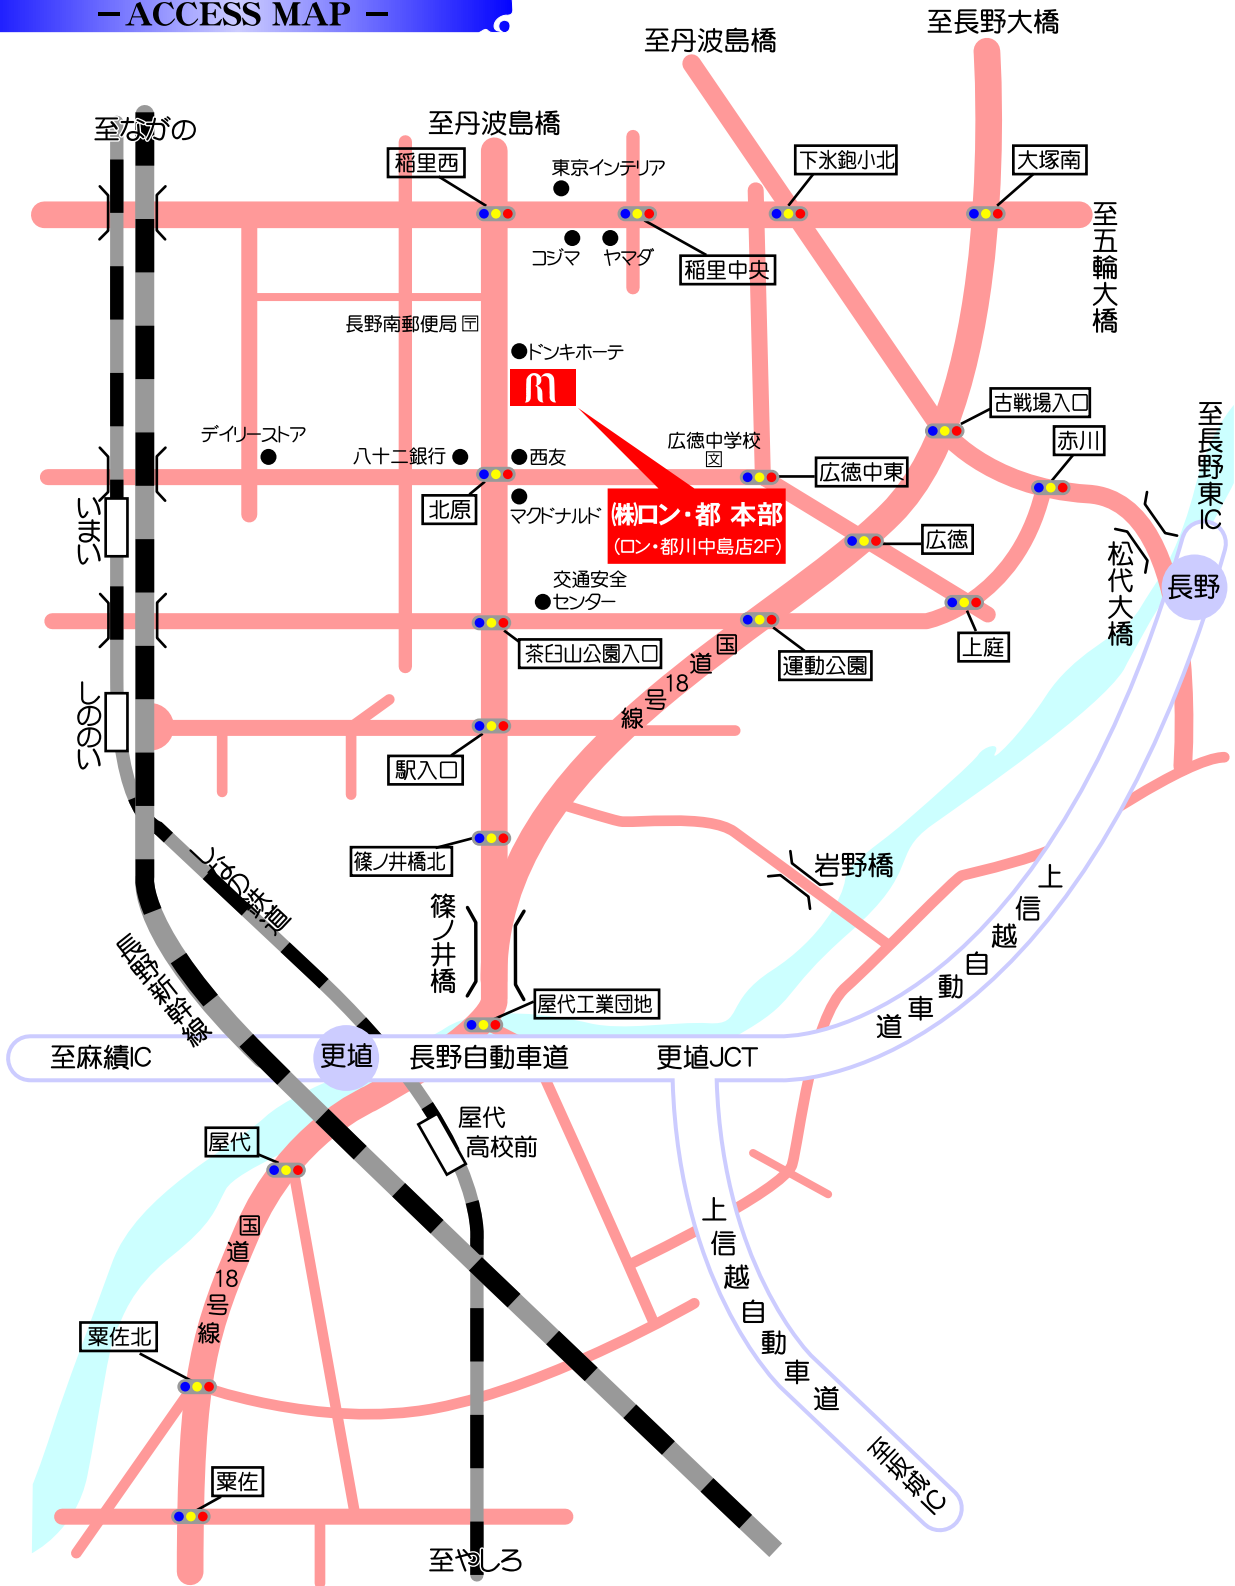 －ACCESS MAP－
至長野大橋
至丹波島橋
至ながの
至丹波島橋
稲里西
東京インテリア
下氷鉋小北
大塚南
至五輪大橋
コジマ
ヤマダ
稲里中央
長野南郵便局 〒
ドンキホーテ
古戦場入口
至長野東IC
赤川
デイリーストア
八十二銀行
西友
広徳中学校
文
広徳中東
北原
マクドナルド
(株)ロン・都 本部
(ロン・都川中島店2F)
いまい
広徳
松代大橋
長野
交通安全
センター
茶臼山公園入口
運動公園
上庭
国道18号線
しののい
駅入口
篠ノ井橋北
岩野橋
しなの鉄道
篠ノ井橋
長野新幹線
上信越自動車道
屋代工業団地
至麻績IC
更埴
長野自動車道
更埴JCT
屋代
高校前
屋代
国道18号線
上信越自動車道
粟佐北
粟佐
至坂城IC
至やしろ